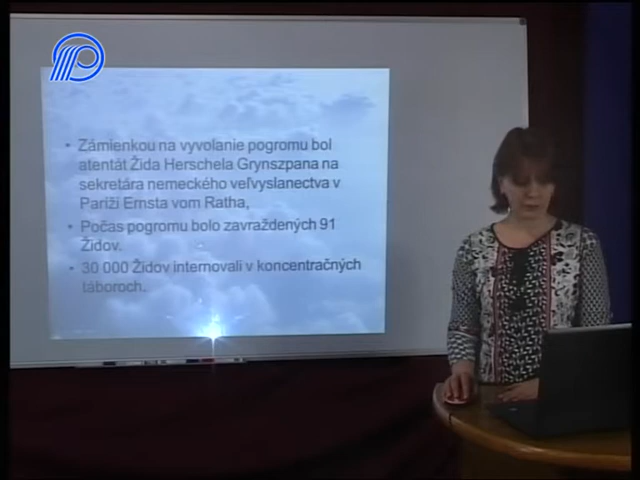 • Zámienkou na vyvolanie pogromu bol
atentát Žida Herschela Grynszpana na
sekretára nemeckého veľvyslanectva v
Paríži Ernsta vom Ratha,
• Počas pogromu bolo zavraždených 91
Židov.
• 30 000 Židov internovali v koncentračných
táboroch.